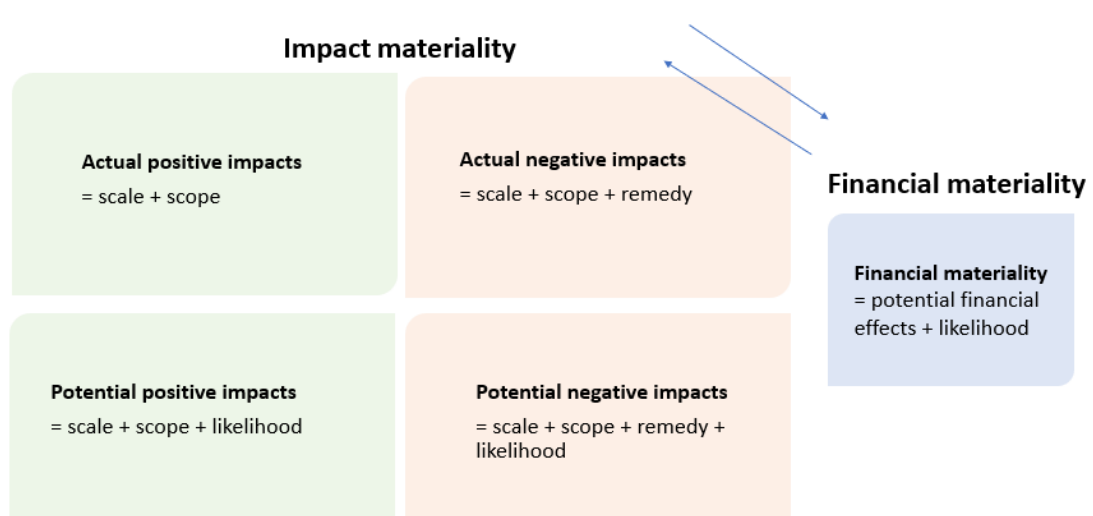 Impact materiality
Actual positive impacts
= scale + scope
Actual negative impacts
= scale + scope + remedy
Potential positive impacts
= scale + scope + likelihood
Potential negative impacts
= scale + scope + remedy +
likelihood
Financial materiality
Financial materiality
= potential financial
effects + likelihood